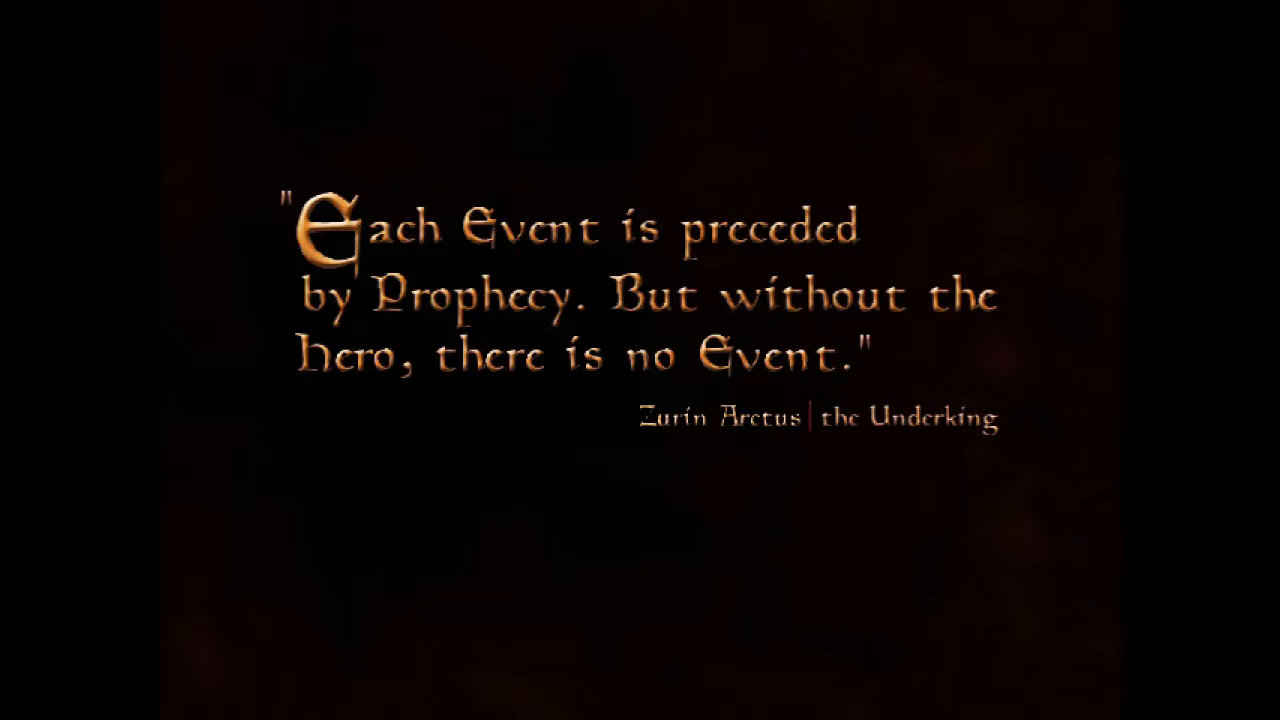 "Each Event is preceded
by Prophecy. But without the
hero, there is no Event."
Zurin Arctus | the Underking